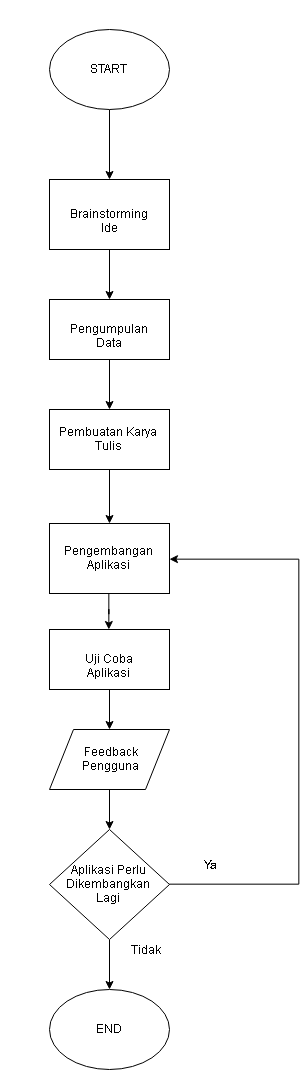 START
Brainstorming
Ide
Pengumpulan
Data
Pembuatan Karya
Tulis
Pengembangan
Aplikasi
Uji Coba
Aplikasi
Feedback
Pengguna
Aplikasi Perlu
Dikembangkan
Lagi
Ya
Tidak
END